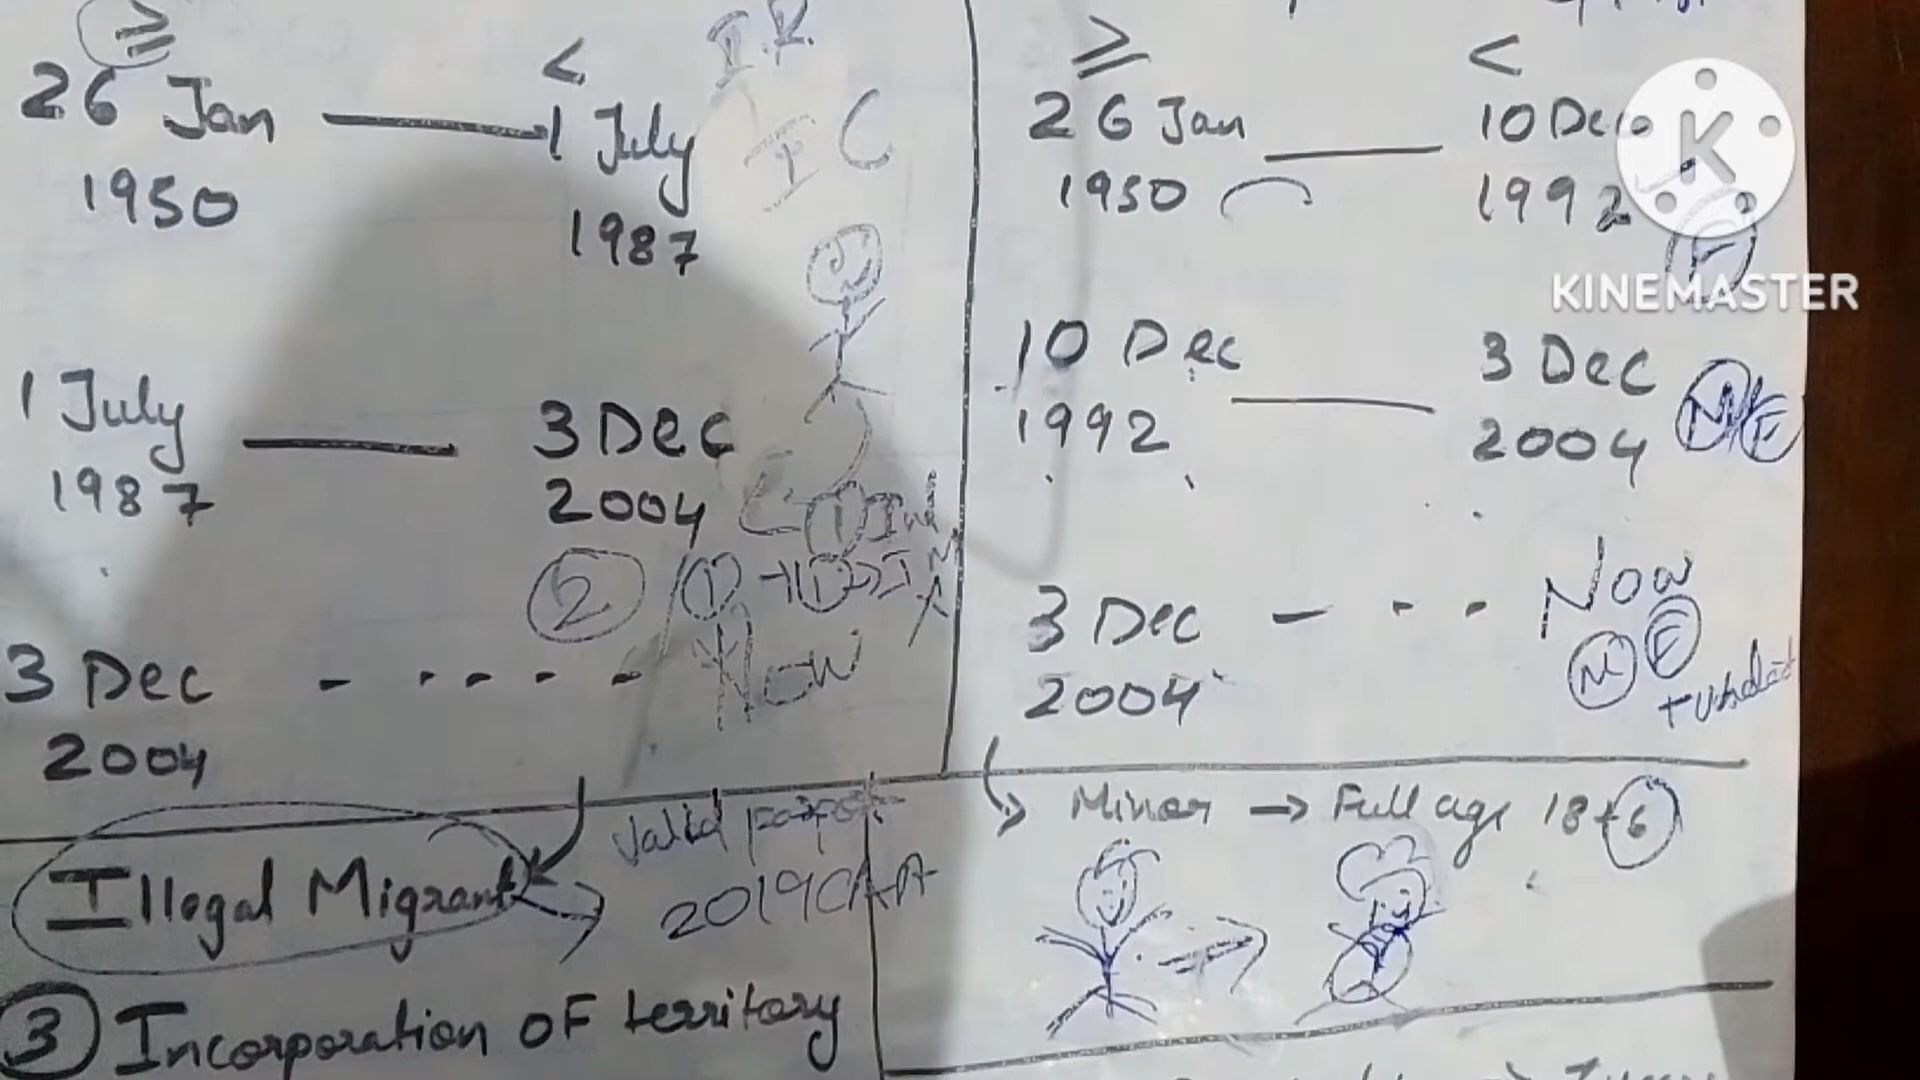 ≥ <
26 Jan — 1 July
1950 1987
I C
1 July — 3 Dec
1987 2004
2 1 + 1
3 Dec - - - - - Now
2004
≥ <
26 Jan — 10 Dec
1950 1992
F
10 Dec — 3 Dec
1992 2004
M/F
3 Dec - - - Now
2004 M F
Minor → Full age 18+6
Valid
Illegal Migrant → 2019 CAA
3 Incorporation of territory
K
KINEMASTER